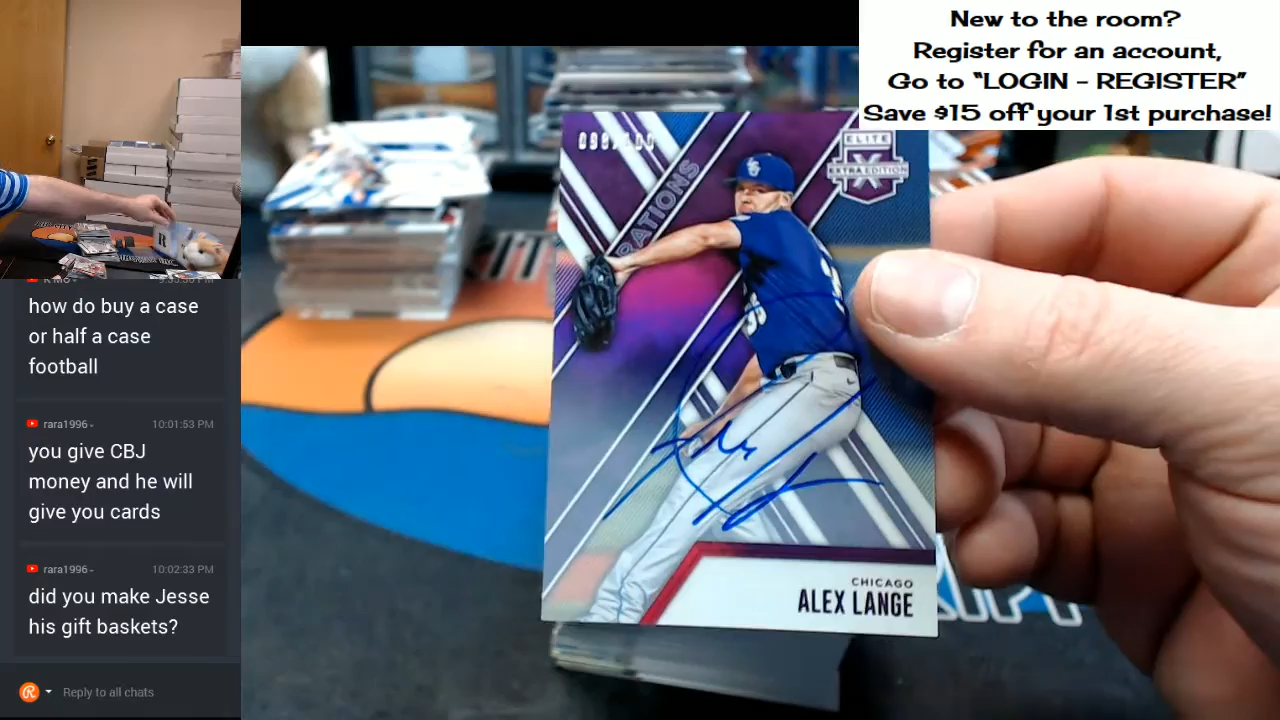 New to the room?
Register for an account,
Go to "LOGIN - REGISTER"
Save $15 off your 1st purchase!
how do buy a case
or half a case
football
rara1996
10:01:53 PM
you give CBJ
money and he will
give you cards
rara1996
10:02:33 PM
did you make Jesse
his gift baskets?
Reply to all chats
ELITE
EXTRA EDITION
RATIONS
CHICAGO
ALEX LANGE